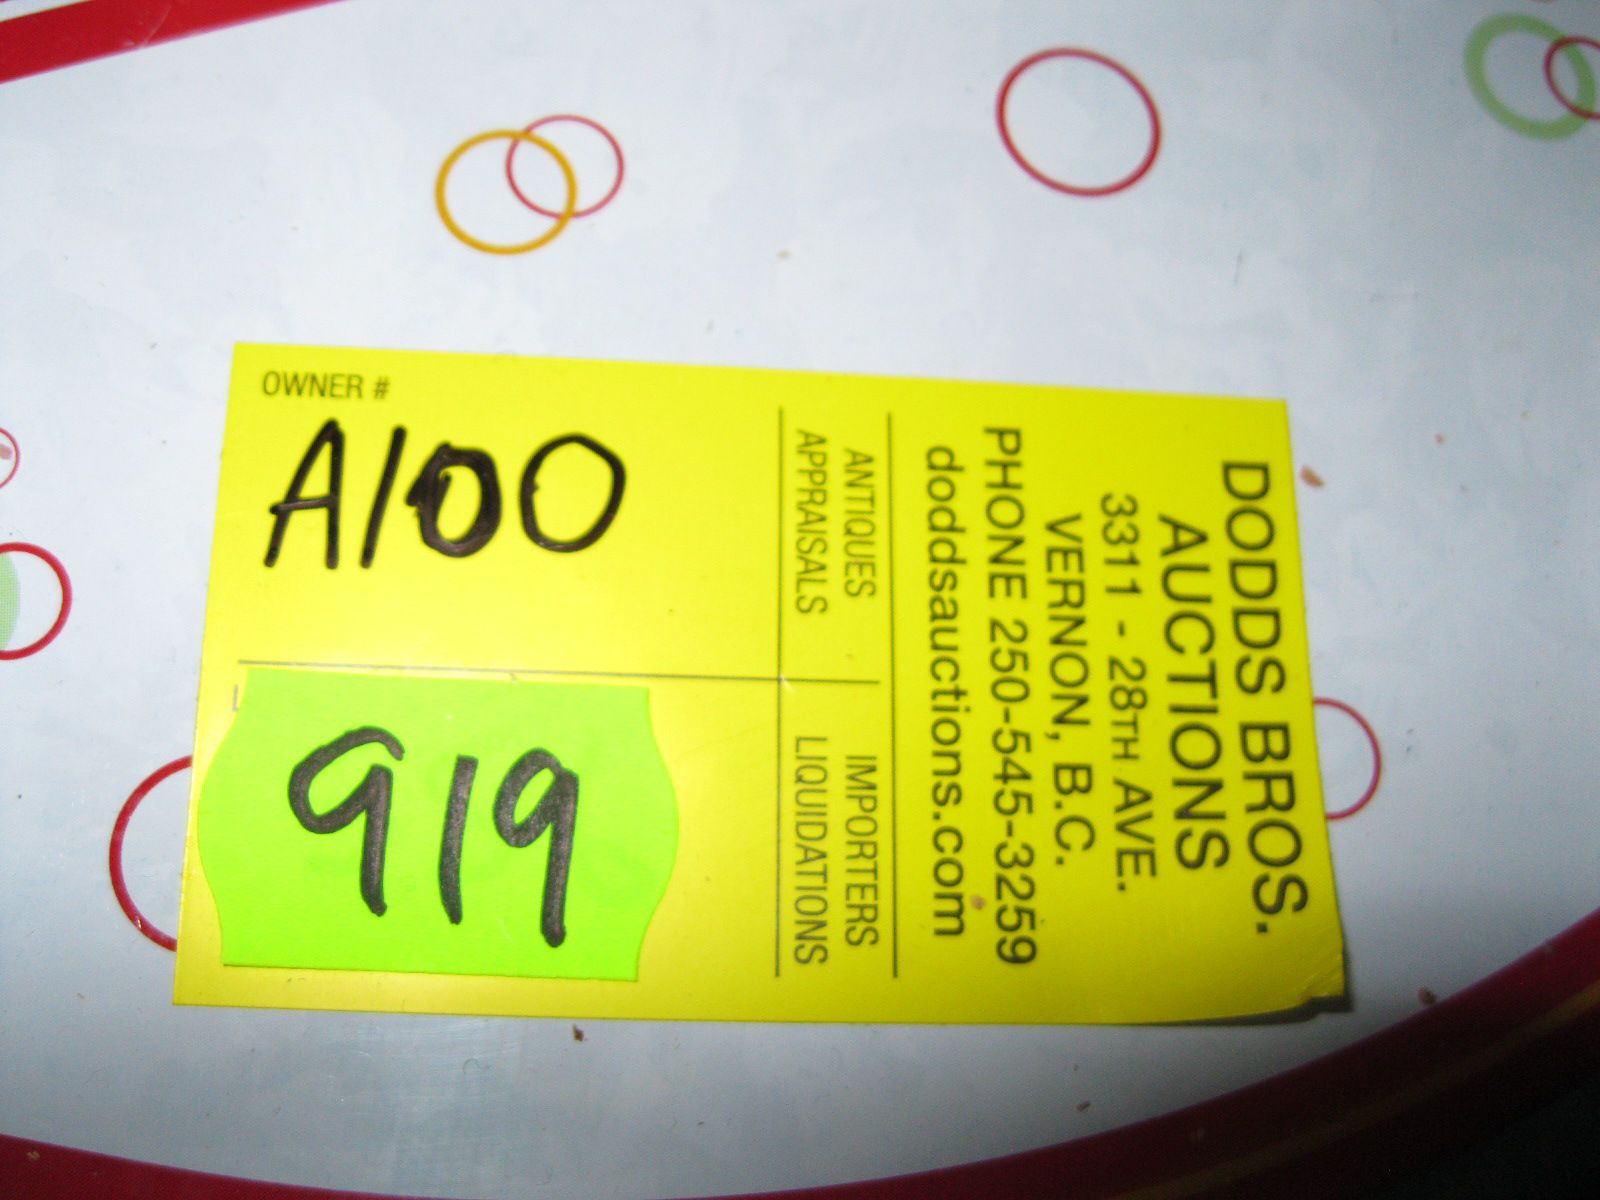 OWNER #
A100
919
ANTIQUES
APPRAISALS
IMPORTERS
LIQUIDATIONS
DODDS BROS.
AUCTIONS
3311 - 28TH AVE.
VERNON, B.C.
PHONE 250-545-3259
doddsauctions.com